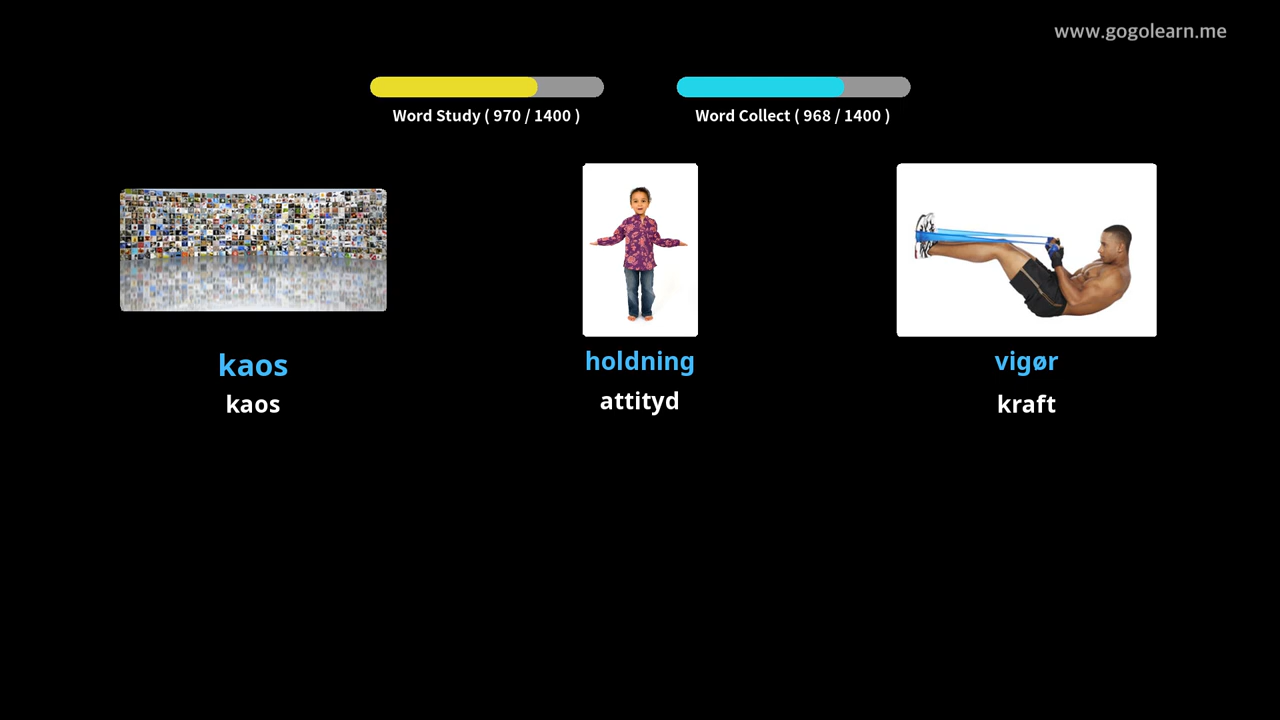 www.gogolearn.me
Word Study ( 970 / 1400 )
Word Collect ( 968 / 1400 )
kaos
kaos
holdning
attityd
vigør
kraft